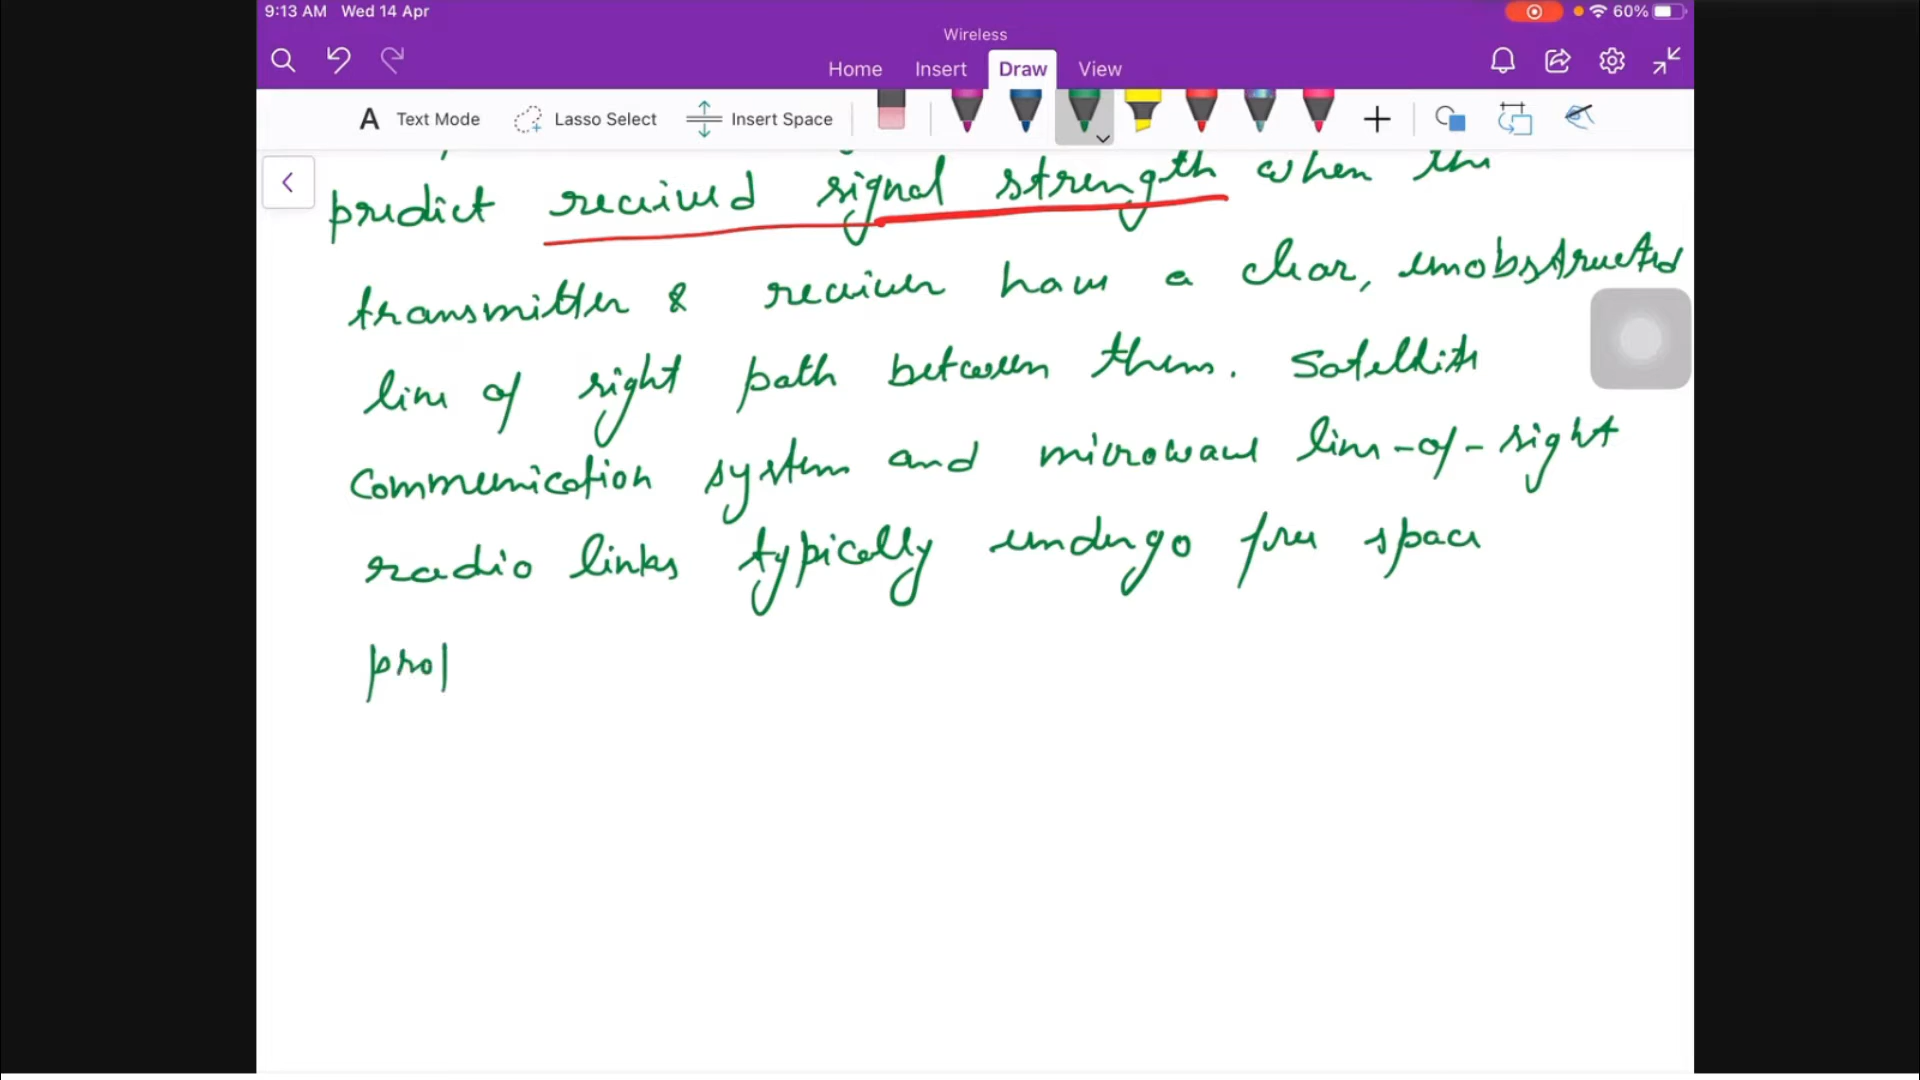 9:13 AM Wed 14 Apr
60%
Wireless
Home Insert Draw View
Text Mode Lasso Select Insert Space
predict received signal strength when the
transmitter & receiver have a clear, unobstructed
line of sight path between them. Satellite
Communication system and microwave line-of-sight
radio links typically undergo free space
prop